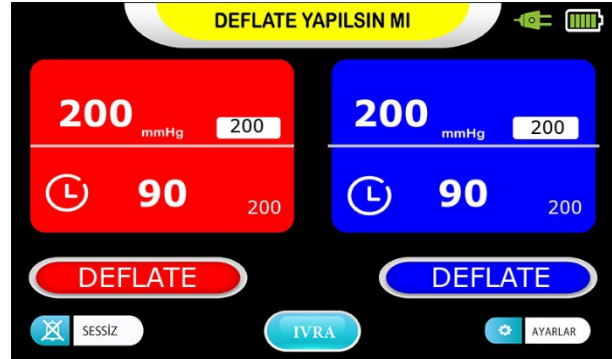 DEFLATE YAPILSIN MI
200 mmHg 200
200 mmHg 200
90 200
90 200
DEFLATE
DEFLATE
SESSİZ
IVRA
AYARLAR